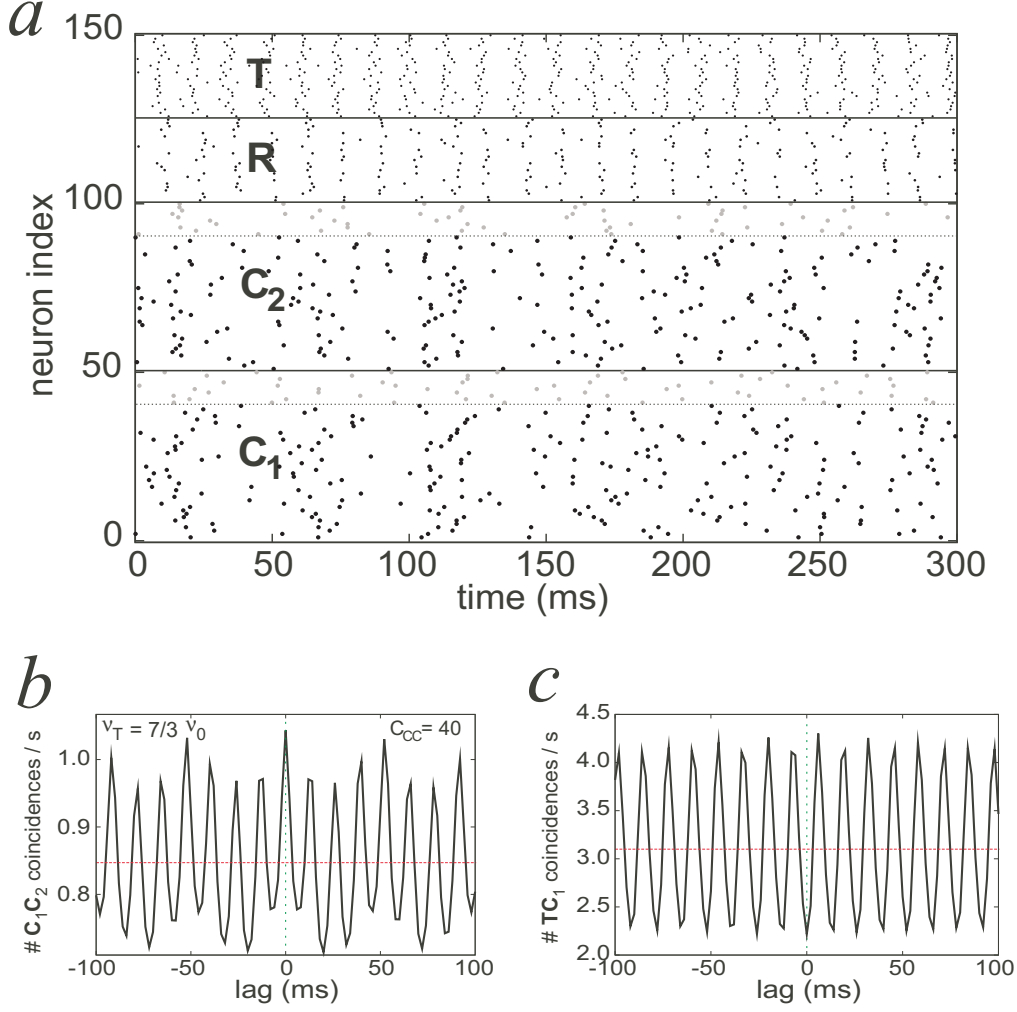 a
150
T
R
100
C2
50
C1
0
neuron index
0 50 100 150 200 250 300
time (ms)
b
νT = 7/3 ν0 CCC = 40
1.0
0.9
0.8
# C1C2 coincidences / s
-100 -50 0 50 100
lag (ms)
c
4.5
4.0
3.5
3.0
2.5
2.0
# TC1 coincidences / s
-100 -50 0 50 100
lag (ms)